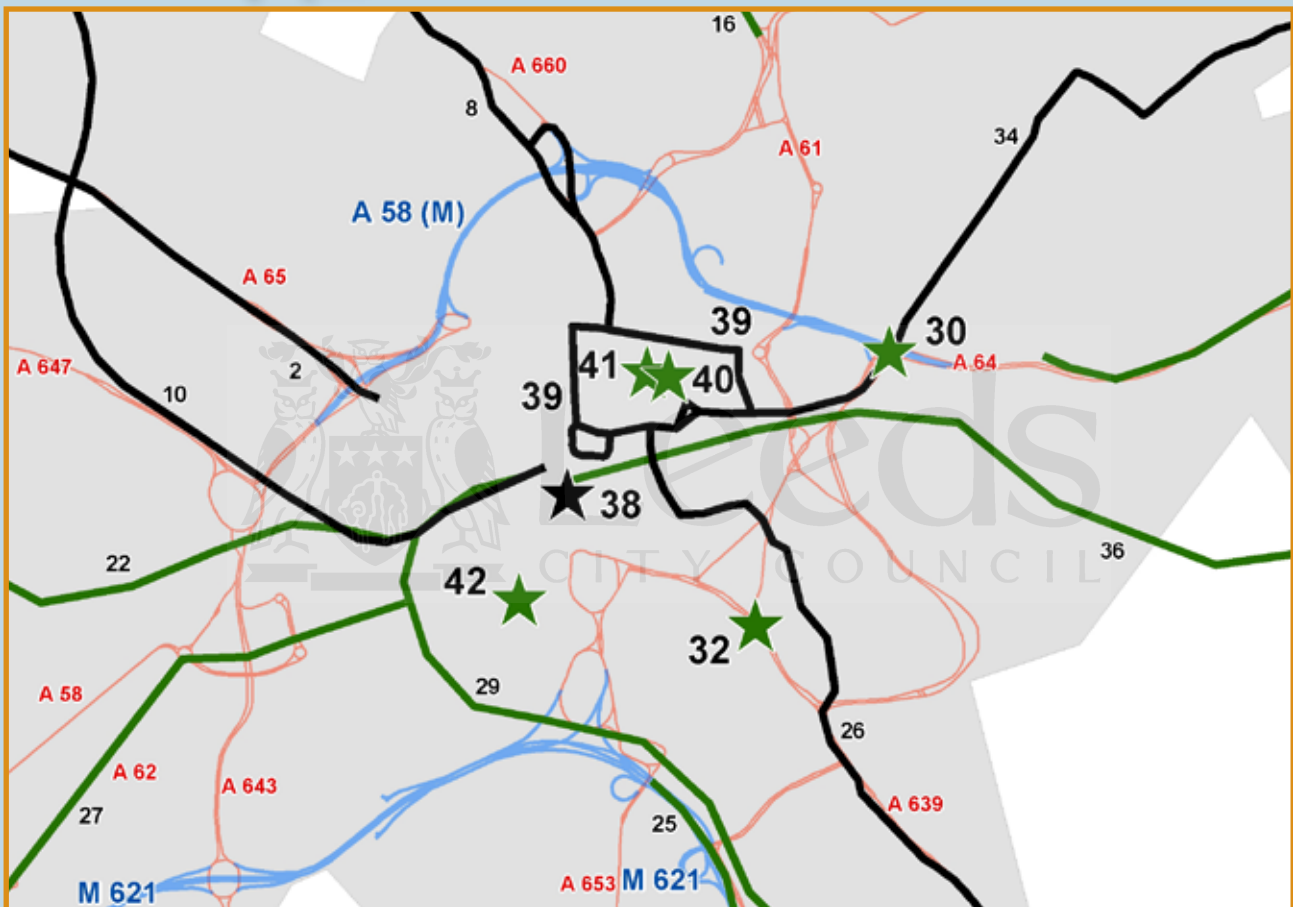 16
A 660
8
34
A 61
A 58 (M)
A 65
39
30
A 647
2
41
40
A 64
10
39
Leeds
38
CITY COUNCIL
22
36
42
32
29
A 58
26
A 62
A 643
27
A 639
25
M 621
A 653
M 621